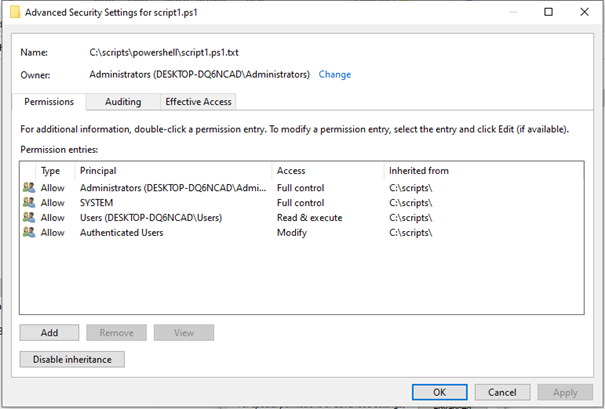 Advanced Security Settings for script1.ps1
Name: C:\scripts\powershell\script1.ps1.txt
Owner: Administrators (DESKTOP-DQ6NCAD\Administrators) Change
Permissions Auditing Effective Access
For additional information, double-click a permission entry. To modify a permission entry, select the entry and click Edit (if available).
Permission entries:
Type Principal Access Inherited from
Allow Administrators (DESKTOP-DQ6NCAD\Admi... Full control C:\scripts\
Allow SYSTEM Full control C:\scripts\
Allow Users (DESKTOP-DQ6NCAD\Users) Read & execute C:\scripts\
Allow Authenticated Users Modify C:\scripts\
Add Remove View
Disable inheritance
OK Cancel Apply